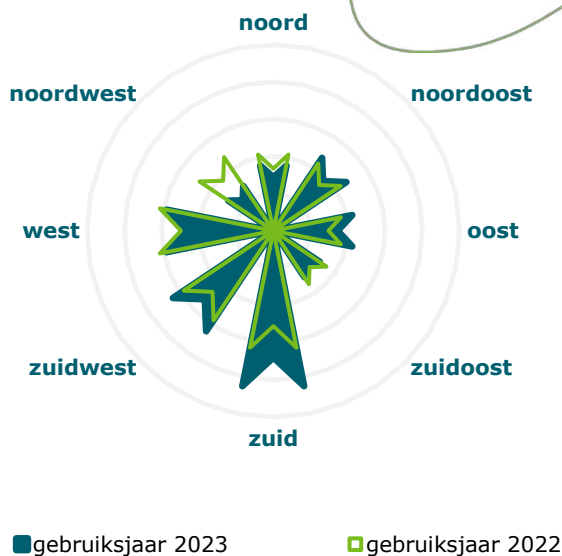 noord
noordwest noordoost
west oost
zuidwest zuidoost
zuid
gebruiksjaar 2023 gebruiksjaar 2022